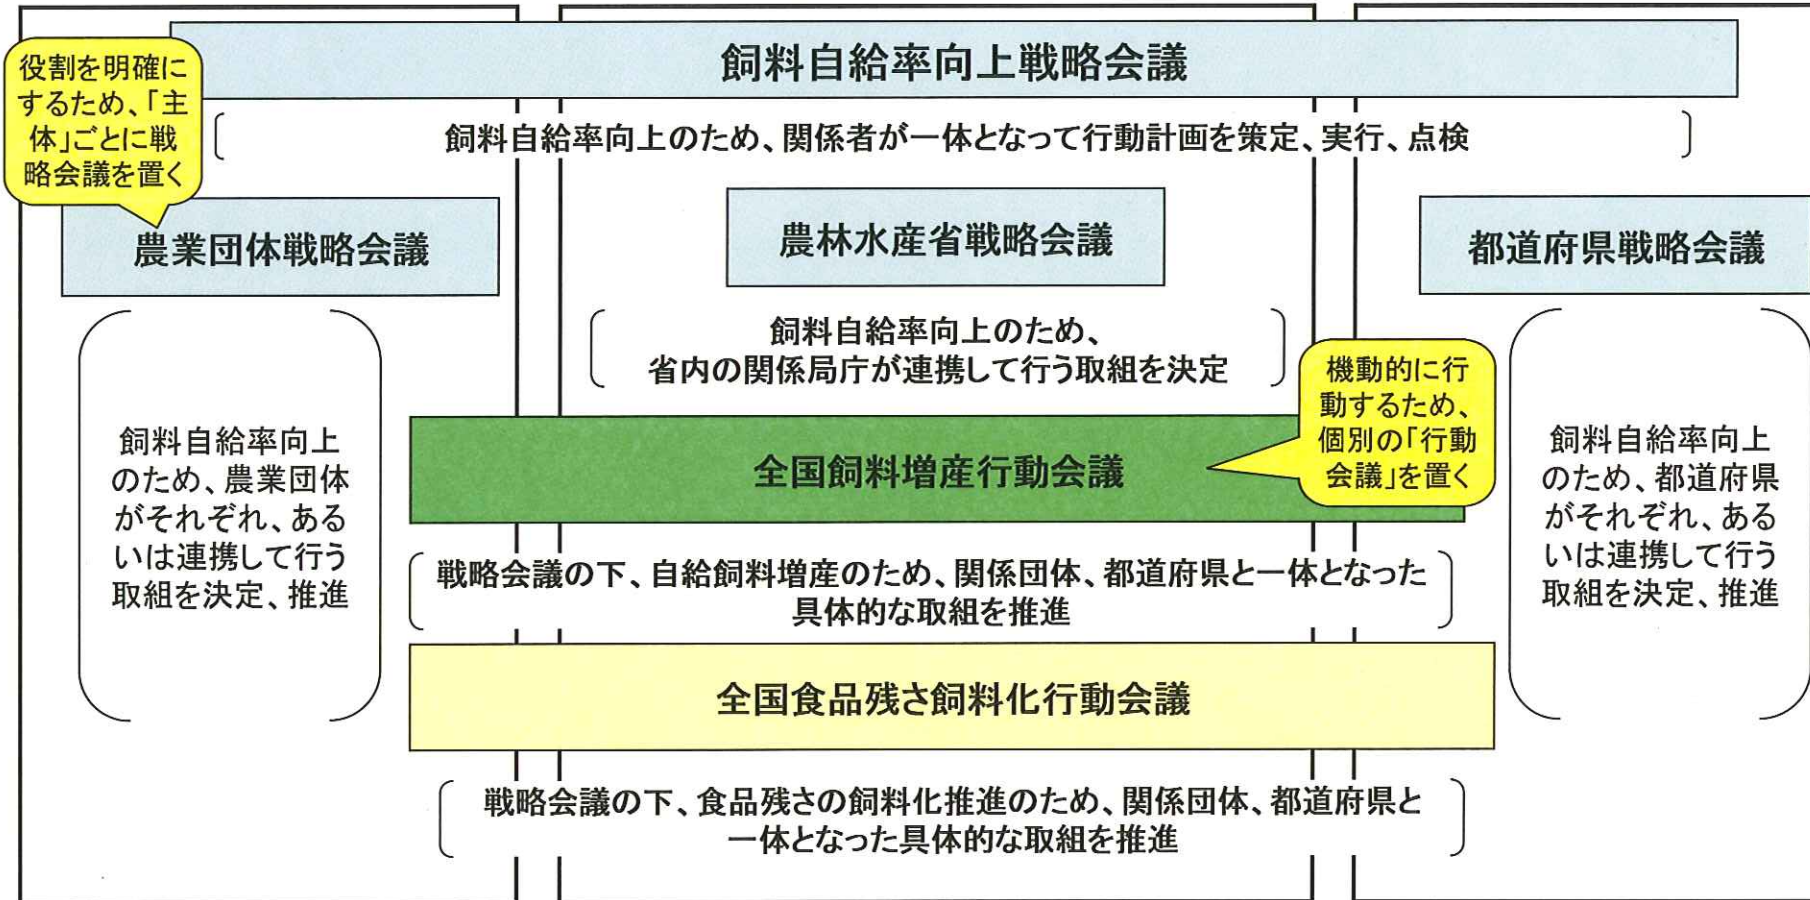 飼料自給率向上戦略会議
役割を明確に
するため、「主
体」ごとに戦
略会議を置く
飼料自給率向上のため、関係者が一体となって行動計画を策定、実行、点検
農業団体戦略会議
農林水産省戦略会議
都道府県戦略会議
飼料自給率向上のため、
省内の関係局庁が連携して行う取組を決定
機動的に行
動するため、
個別の「行動
会議」を置く
飼料自給率向上
のため、農業団体
がそれぞれ、ある
いは連携して行う
取組を決定、推進
全国飼料増産行動会議
飼料自給率向上
のため、都道府県
がそれぞれ、ある
いは連携して行う
取組を決定、推進
戦略会議の下、自給飼料増産のため、関係団体、都道府県と一体となった
具体的な取組を推進
全国食品残さ飼料化行動会議
戦略会議の下、食品残さの飼料化推進のため、関係団体、都道府県と
一体となった具体的な取組を推進